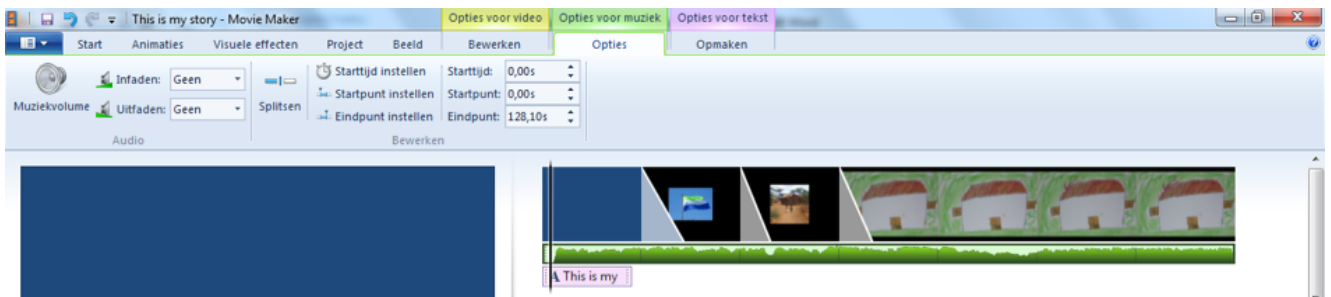 This is my story - Movie Maker
Opties voor video Opties voor muziek Opties voor tekst
Start Animaties Visuele effecten Project Beeld Bewerken Opties Opmaken
Infaden: Geen
Starttijd instellen Starttijd: 0,00s
Muziekvolume Uitfaden: Geen Splitsen Startpunt instellen Startpunt: 0,00s
Eindpunt instellen Eindpunt: 128,10s
Audio Bewerken
A This is my